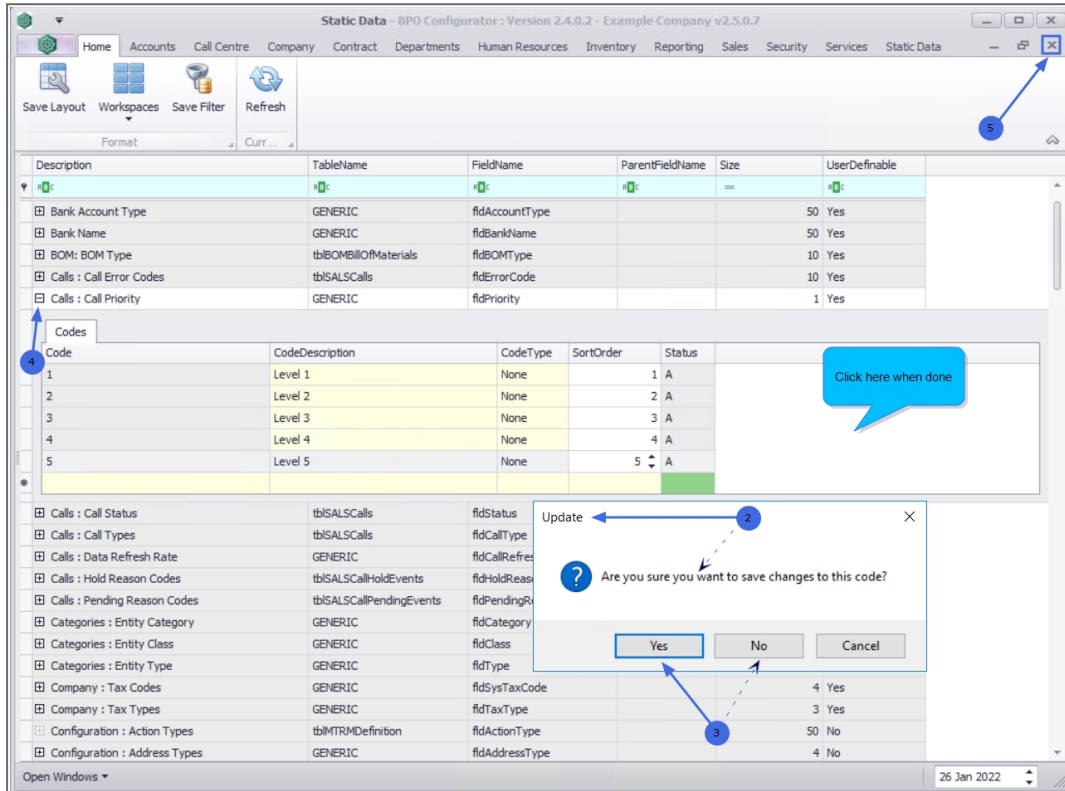 Static Data - BPO Configurator : Version 2.4.0.2 - Example Company v2.5.0.7
Home Accounts Call Centre Company Contract Departments Human Resources Inventory Reporting Sales Security Services Static Data
Save Layout Workspaces Save Filter Refresh
5
Format Curr...
Description TableName FieldName ParentFieldName Size UserDefinable
Bank Account Type GENERIC fldAccountType 50 Yes
Bank Name GENERIC fldBankName 50 Yes
BOM: BOM Type tblBOMBillOfMaterials fldBOMType 10 Yes
Calls : Call Error Codes tblSALSCalls fldErrorCode 10 Yes
Calls : Call Priority GENERIC fldPriority 1 Yes
Codes
4
Code CodeDescription CodeType SortOrder Status
1 Level 1 None 1 A
Click here when done
2 Level 2 None 2 A
3 Level 3 None 3 A
4 Level 4 None 4 A
5 Level 5 None 5 A
Calls : Call Status tblSALSCalls fldStatus
Calls : Call Types tblSALSCalls fldCallType
Calls : Data Refresh Rate GENERIC fldCallRefres
Calls : Hold Reason Codes tblSALSCallHoldEvents fldHoldReas
Calls : Pending Reason Codes tblSALSCallPendingEvents fldPendingR
Categories : Entity Category GENERIC fldCategory
Categories : Entity Class GENERIC fldClass
Categories : Entity Type GENERIC fldType
Company : Tax Codes GENERIC fldSysTaxCode 4 Yes
Company : Tax Types GENERIC fldTaxType 3 Yes
Configuration : Action Types tblMTRMDefinition fldActionType 50 No
Configuration : Address Types GENERIC fldAddressType 4 No
Update
2
Are you sure you want to save changes to this code?
Yes No Cancel
3
Open Windows 26 Jan 2022